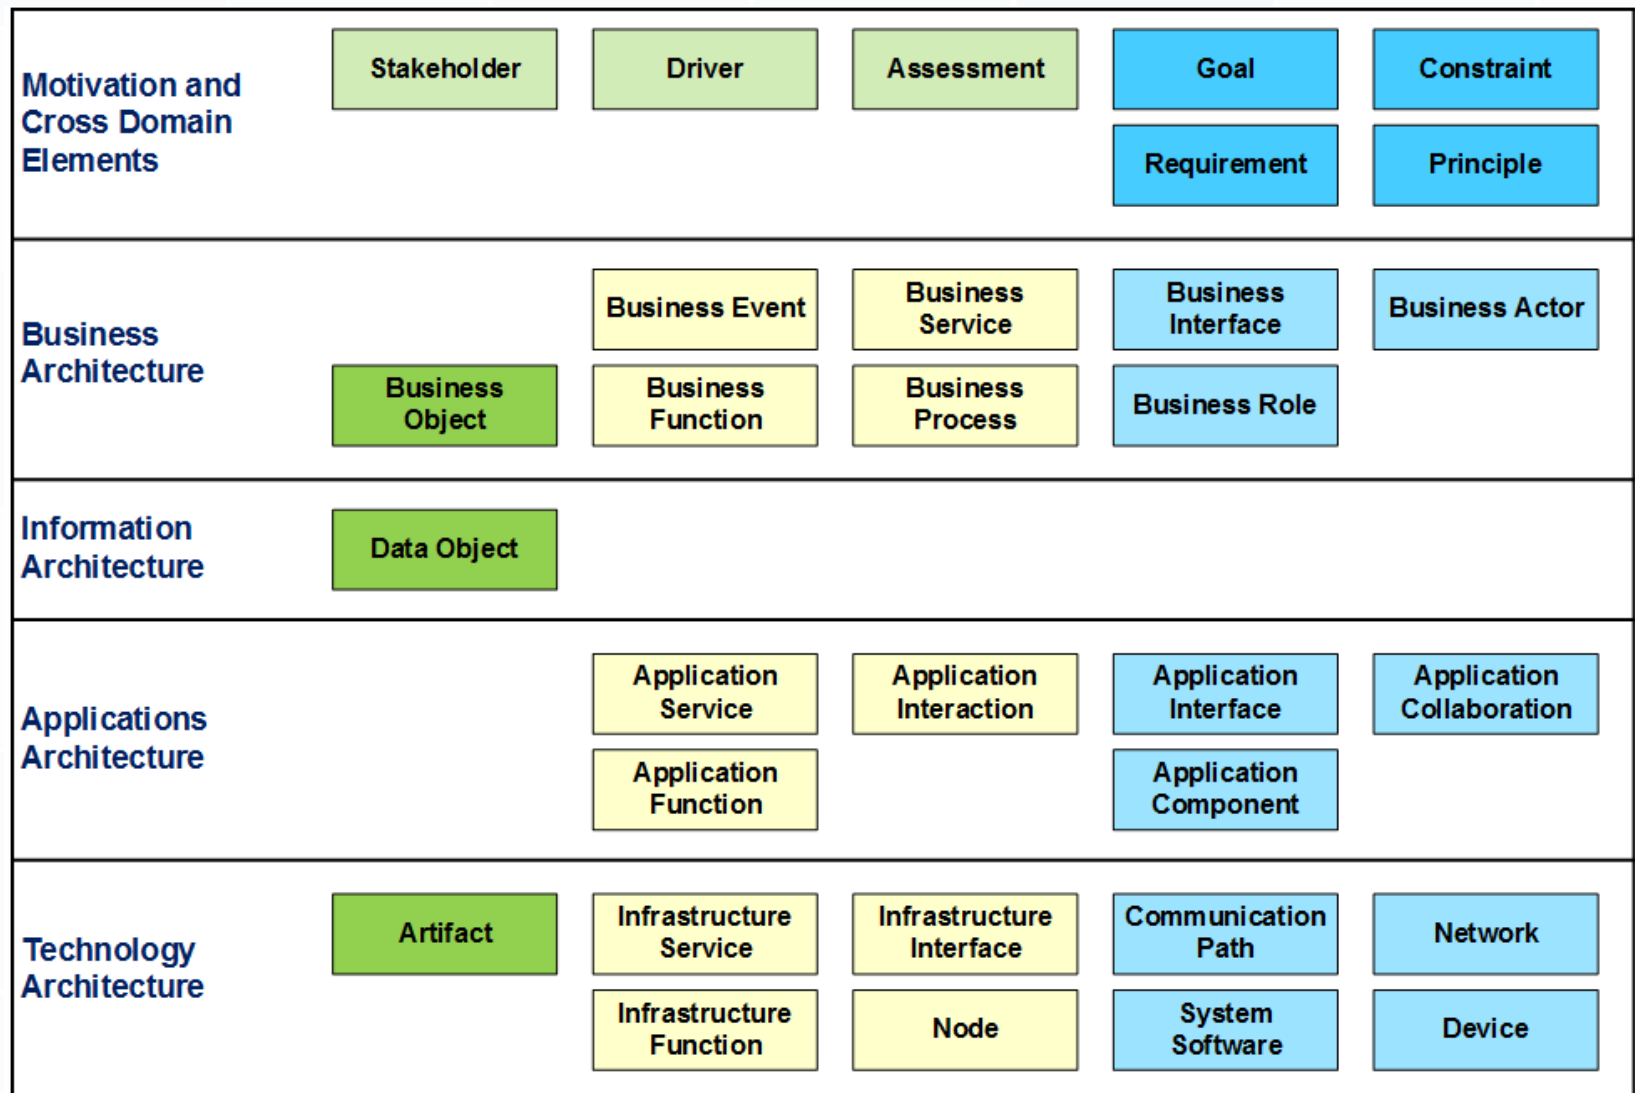 Motivation and
Cross Domain
Elements
Stakeholder
Driver
Assessment
Goal
Constraint
Requirement
Principle
Business
Architecture
Business Event
Business
Service
Business
Interface
Business Actor
Business
Object
Business
Function
Business
Process
Business Role
Information
Architecture
Data Object
Applications
Architecture
Application
Service
Application
Interaction
Application
Interface
Application
Collaboration
Application
Function
Application
Component
Technology
Architecture
Artifact
Infrastructure
Service
Infrastructure
Interface
Communication
Path
Network
Infrastructure
Function
Node
System
Software
Device